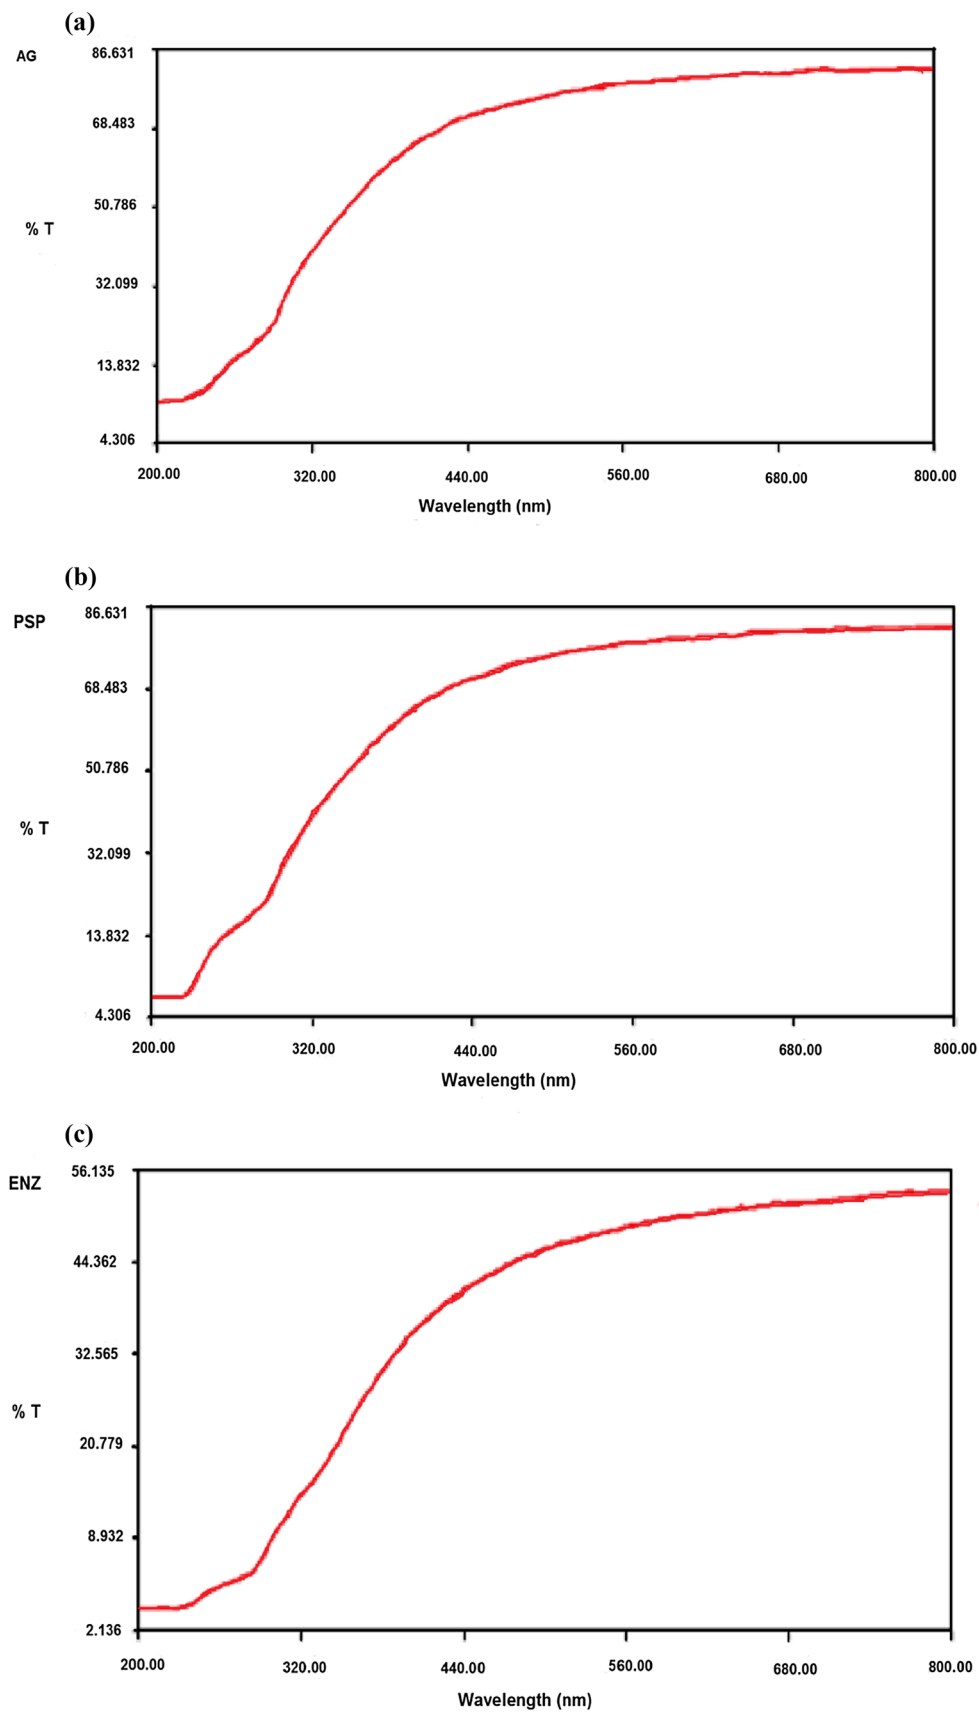 (a)
AG
86.631
68.483
50.786
% T
32.099
13.832
4.306
200.00 320.00 440.00 560.00 680.00 800.00
Wavelength (nm)
(b)
PSP
86.631
68.483
50.786
% T
32.099
13.832
4.306
200.00 320.00 440.00 560.00 680.00 800.00
Wavelength (nm)
(c)
ENZ
56.135
44.362
32.565
% T
20.779
8.932
2.136
200.00 320.00 440.00 560.00 680.00 800.00
Wavelength (nm)